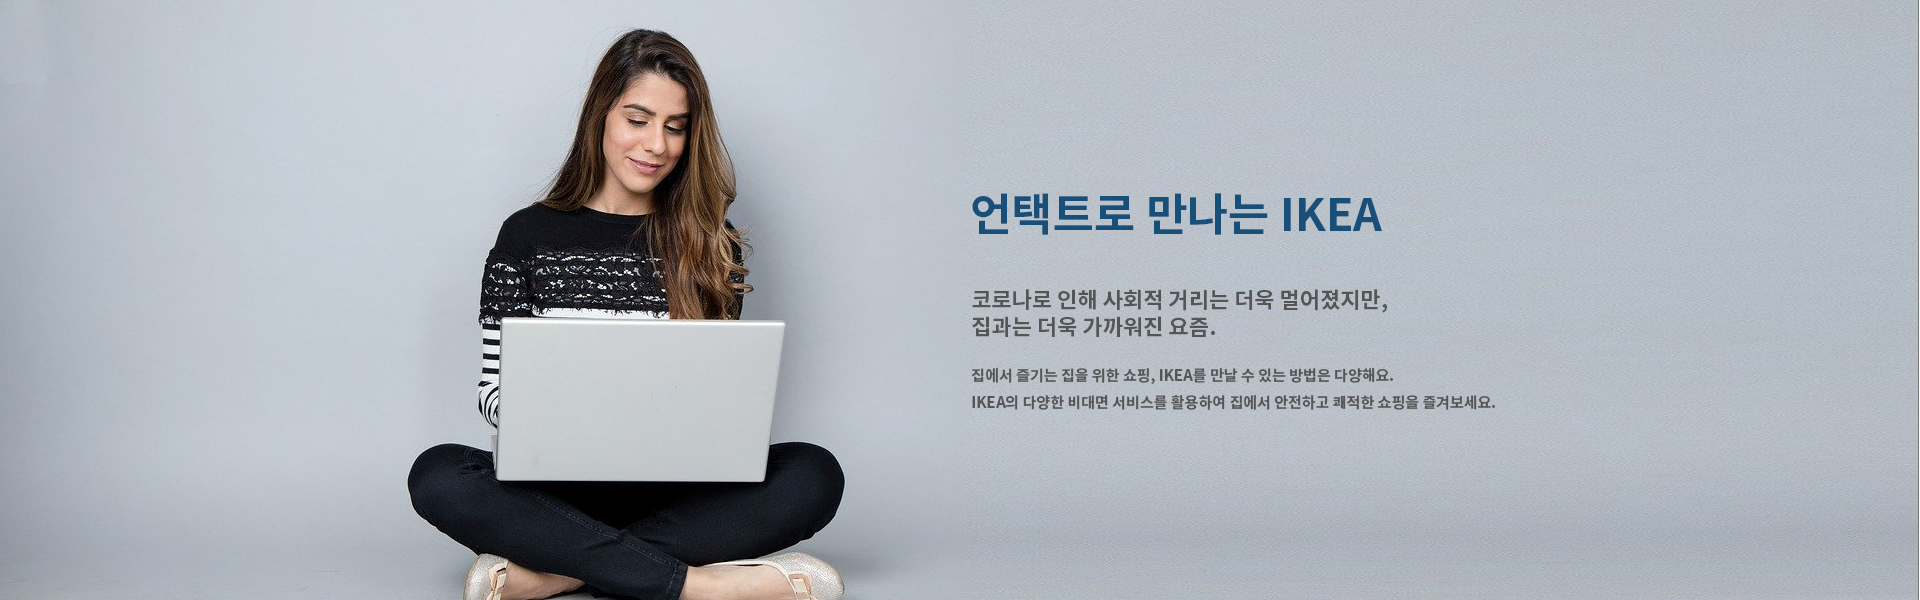 언택트로 만나는 IKEA
코로나로 인해 사회적 거리는 더욱 멀어졌지만,
집과는 더욱 가까워진 요즘.
집에서 즐기는 집을 위한 쇼핑, IKEA를 만날 수 있는 방법은 다양해요.
IKEA의 다양한 비대면 서비스를 활용하여 집에서 안전하고 쾌적한 쇼핑을 즐겨보세요.